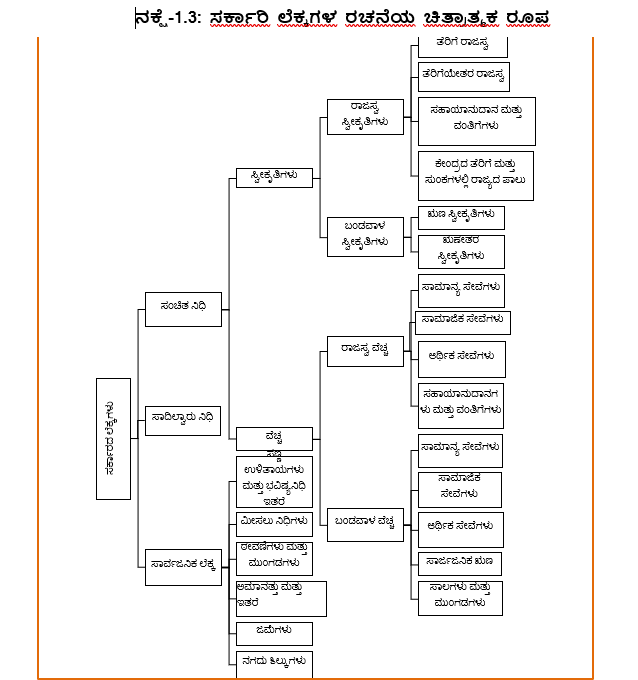 ನಕ್ಷೆ-1.3: ಸರ್ಕಾರಿ ಲೆಕ್ಕಗಳ ರಚನೆಯ ಚಿತ್ರಾತ್ಮಕ ರೂಪ
ಸರ್ಕಾರದ ಲೆಕ್ಕಗಳು
ಸಂಚಿತ ನಿಧಿ
ಸ್ವೀಕೃತಿಗಳು
ರಾಜಸ್ವ
ಸ್ವೀಕೃತಿಗಳು
ತೆರಿಗೆ ರಾಜಸ್ವ
ತೆರಿಗೆಯೇತರ ರಾಜಸ್ವ
ಸಹಾಯಾನುದಾನ ಮತ್ತು
ವಂತಿಗೆಗಳು
ಕೇಂದ್ರದ ತೆರಿಗೆ ಮತ್ತು
ಸುಂಕಗಳಲ್ಲಿ ರಾಜ್ಯದ ಪಾಲು
ಬಂಡವಾಳ
ಸ್ವೀಕೃತಿಗಳು
ಋಣ ಸ್ವೀಕೃತಿಗಳು
ಋಣೇತರ
ಸ್ವೀಕೃತಿಗಳು
ವೆಚ್ಚ
ರಾಜಸ್ವ ವೆಚ್ಚ
ಸಾಮಾನ್ಯ ಸೇವೆಗಳು
ಸಾಮಾಜಿಕ ಸೇವೆಗಳು
ಆರ್ಥಿಕ ಸೇವೆಗಳು
ಸಹಾಯಾನುದಾನಗ
ಳು ಮತ್ತು ವಂತಿಗೆಗಳು
ಬಂಡವಾಳ ವೆಚ್ಚ
ಸಾಮಾನ್ಯ ಸೇವೆಗಳು
ಸಾಮಾಜಿಕ
ಸೇವೆಗಳು
ಆರ್ಥಿಕ ಸೇವೆಗಳು
ಸಾರ್ಜಜನಿಕ ಋಣ
ಸಾಲಗಳು ಮತ್ತು
ಮುಂಗಡಗಳು
ಸಾದಿಲ್ವಾರು ನಿಧಿ
ಸಾರ್ವಜನಿಕ ಲೆಕ್ಕ
ಸಣ್ಣ
ಉಳಿತಾಯಗಳು
ಮತ್ತು ಭವಿಷ್ಯನಿಧಿ
ಇತರೆ
ಮೀಸಲು ನಿಧಿಗಳು
ಠೇವಣಿಗಳು ಮತ್ತು
ಮುಂಗಡಗಳು
ಅಮಾನತ್ತು ಮತ್ತು
ಇತರೆ
ಜಮೆಗಳು
ನಗದು ಶಿಲ್ಕುಗಳು